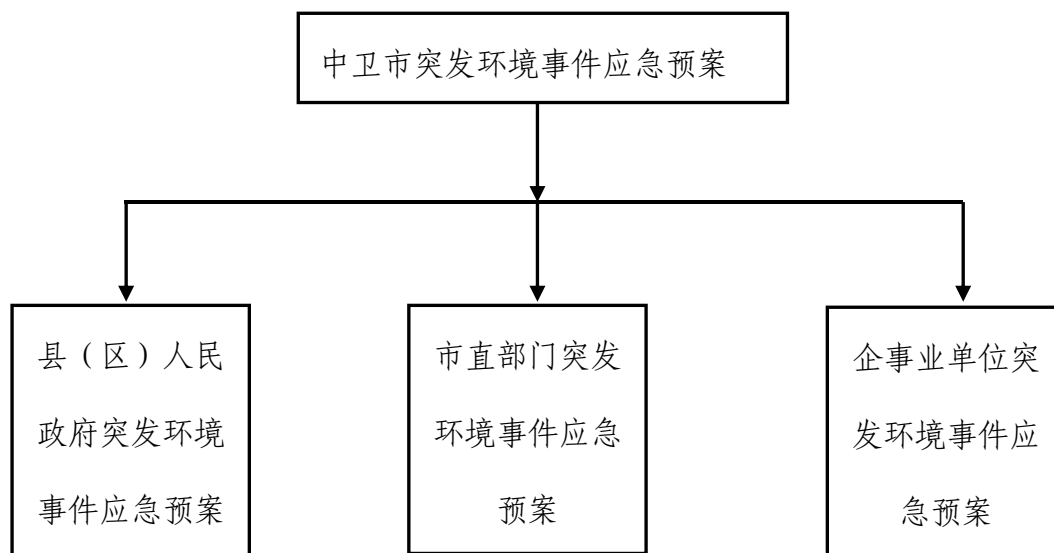 中卫市突发环境事件应急预案
县（区）人民
政府突发环境
事件应急预案
市直部门突发
环境事件应急
预案
企事业单位突
发环境事件应
急预案